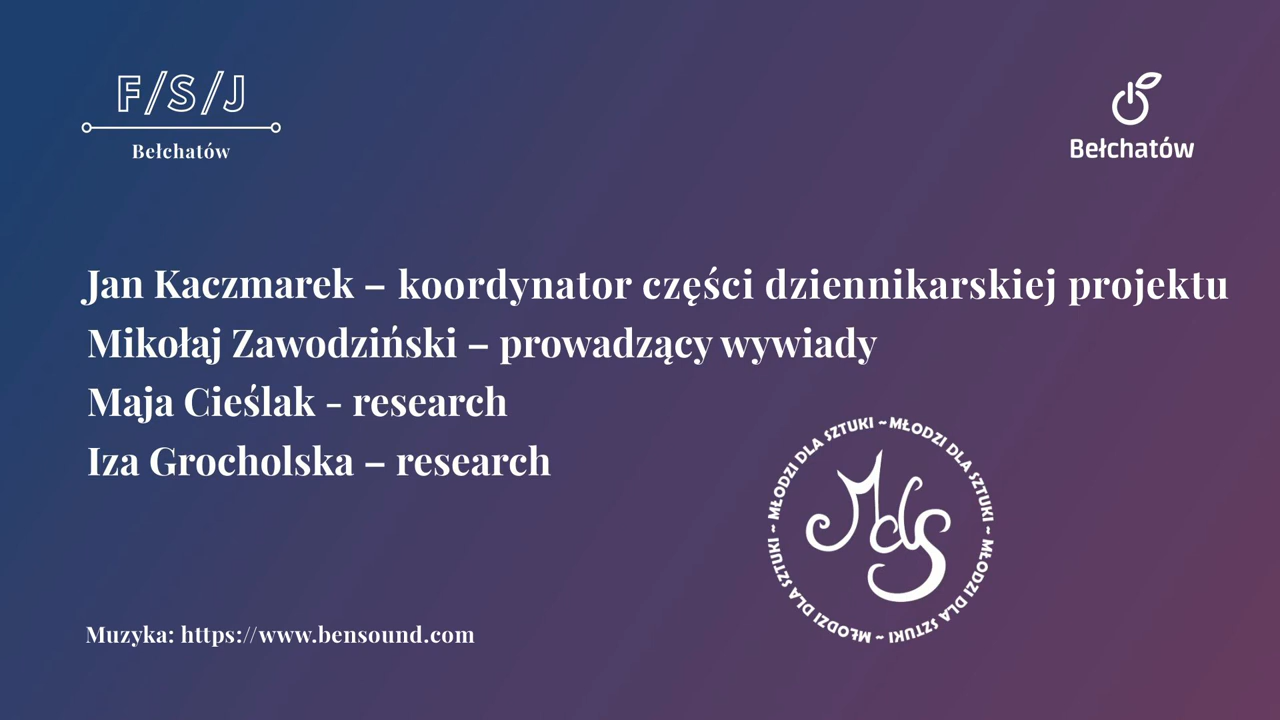 F/S/J
Bełchatów
Bełchatów
Jan Kaczmarek – koordynator części dziennikarskiej projektu
Mikołaj Zawodziński – prowadzący wywiady
Maja Cieślak - research
Iza Grocholska – research
MŁODZI DLA SZTUKI ~ MŁODZI DLA SZTUKI ~ MŁODZI DLA SZTUKI ~ MŁODZI DLA SZTUKI ~
MdS
Muzyka: https://www.bensound.com